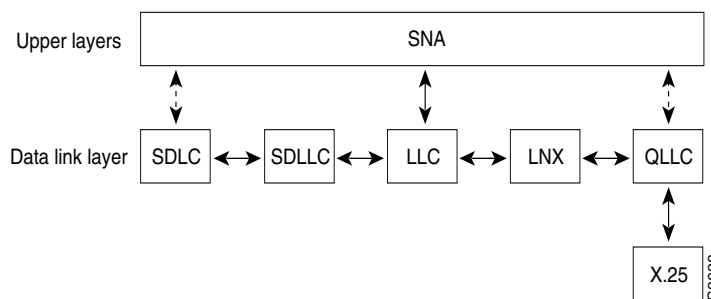 Upper layers
SNA
Data link layer
SDLC
SDLLC
LLC
LNX
QLLC
X.25